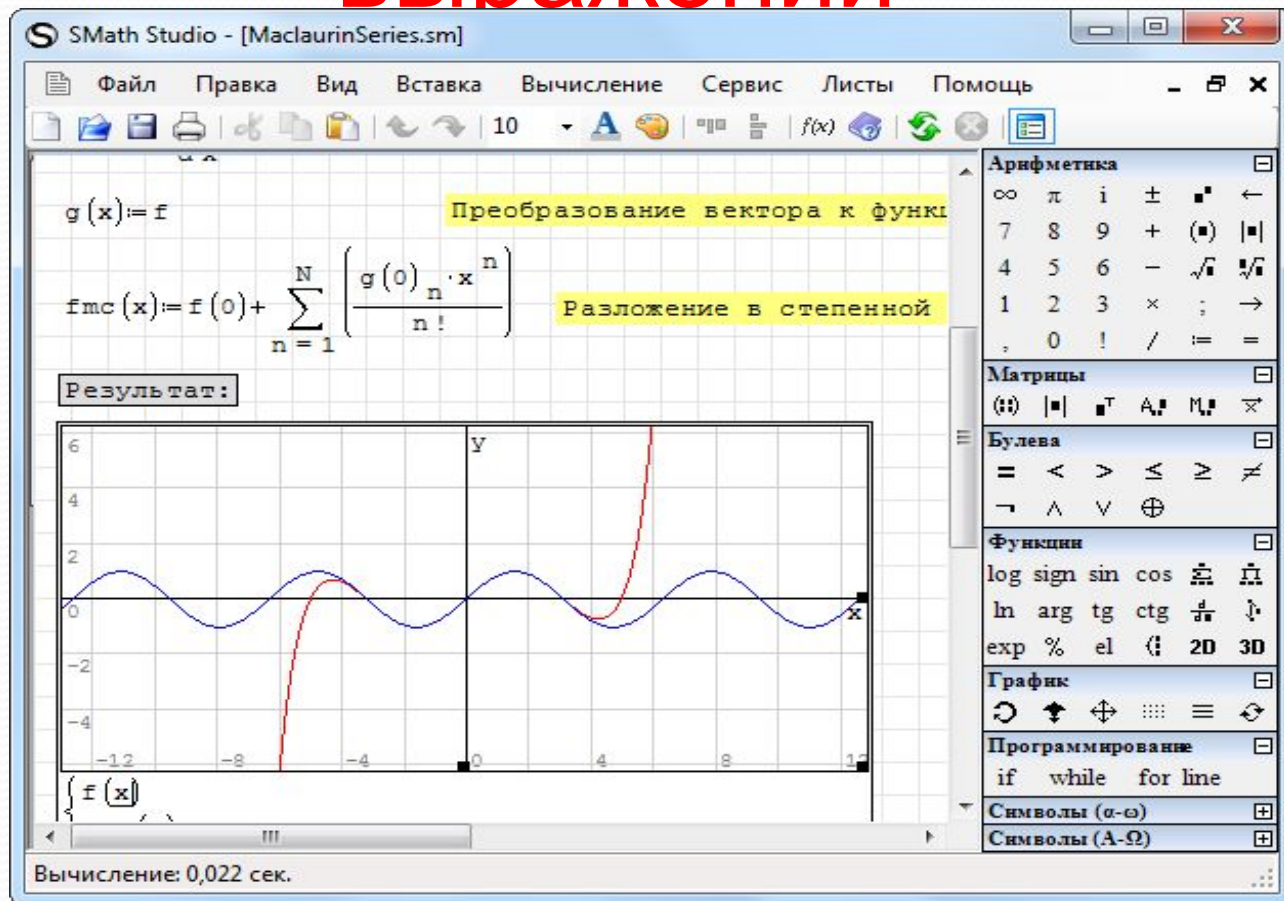 выражений
SMath Studio - [MaclaurinSeries.sm]
Файл Правка Вид Вставка Вычисление Сервис Листы Помощь
10 A f(x)
g(x):= f
Преобразование вектора к функц
fmc(x):= f(0)+ N ∑ n = 1 ( g(0) n · x^n / n! )
Разложение в степенной
Результат:
6 y
4
2
0 x
-2
-4
-12 -8 -4 0 4 8 12
f(x)
Вычисление: 0,022 сек.
Арифметика
∞ π i ± ←
7 8 9 + (▪) |▪|
4 5 6 − √
1 2 3 × ; →
, 0 ! / := =
Матрицы
Булева
= < > ≤ ≥ ≠
¬ ∧ ∨ ⊕
Функции
log sign sin cos
ln arg tg ctg
exp % el 2D 3D
График
Программирование
if while for line
Символы (α-ω)
Символы (Α-Ω)